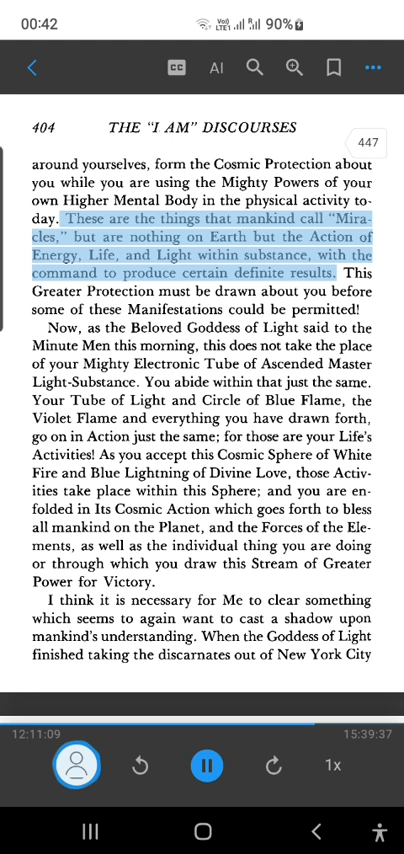 00:42
Vo))
LTE1
R
90%
CC
AI
404 THE "I AM" DISCOURSES
447
around yourselves, form the Cosmic Protection about
you while you are using the Mighty Powers of your
own Higher Mental Body in the physical activity to-
day. These are the things that mankind call "Mira-
cles," but are nothing on Earth but the Action of
Energy, Life, and Light within substance, with the
command to produce certain definite results. This
Greater Protection must be drawn about you before
some of these Manifestations could be permitted!
Now, as the Beloved Goddess of Light said to the
Minute Men this morning, this does not take the place
of your Mighty Electronic Tube of Ascended Master
Light-Substance. You abide within that just the same.
Your Tube of Light and Circle of Blue Flame, the
Violet Flame and everything you have drawn forth,
go on in Action just the same; for those are your Life's
Activities! As you accept this Cosmic Sphere of White
Fire and Blue Lightning of Divine Love, those Activ-
ities take place within this Sphere; and you are en-
folded in Its Cosmic Action which goes forth to bless
all mankind on the Planet, and the Forces of the Ele-
ments, as well as the individual thing you are doing
or through which you draw this Stream of Greater
Power for Victory.
I think it is necessary for Me to clear something
which seems to again want to cast a shadow upon
mankind's understanding. When the Goddess of Light
finished taking the discarnates out of New York City
12:11:09
15:39:37
1x